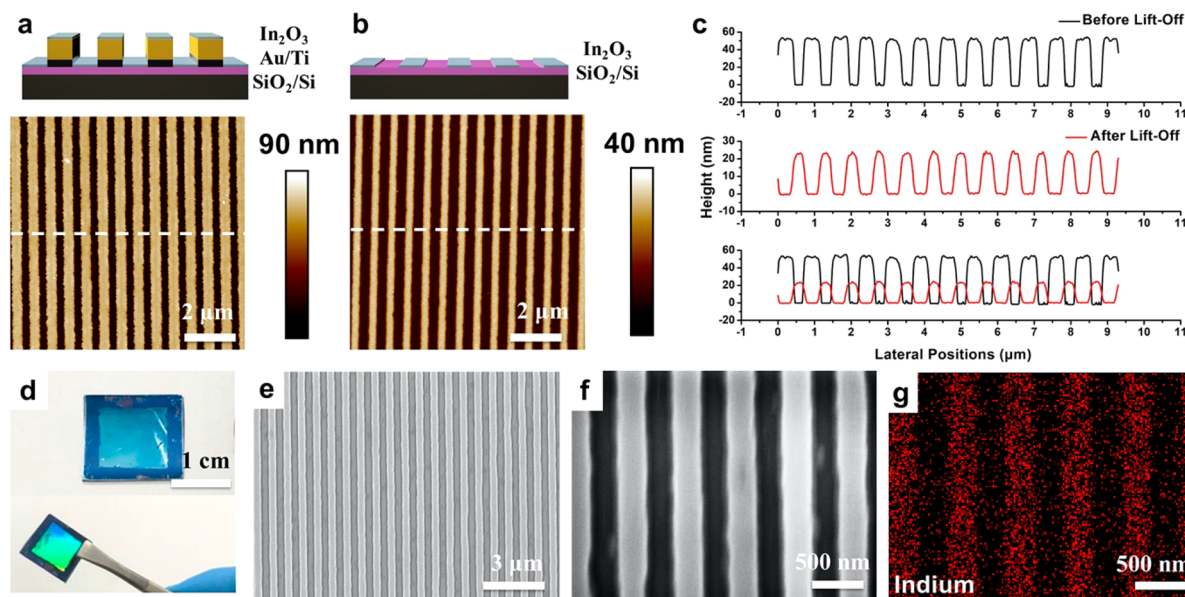 a
In₂O₃
Au/Ti
SiO₂/Si
90 nm
2 µm
b
In₂O₃
SiO₂/Si
40 nm
2 µm
c
Before Lift-Off
60
40
20
0
-20
-1 0 1 2 3 4 5 6 7 8 9 10 11
After Lift-Off
Height (nm)
30
20
10
0
-10
-1 0 1 2 3 4 5 6 7 8 9 10 11
60
40
20
0
-20
-1 0 1 2 3 4 5 6 7 8 9 10 11
Lateral Positions (µm)
d
1 cm
e
3 µm
f
500 nm
g
500 nm
Indium